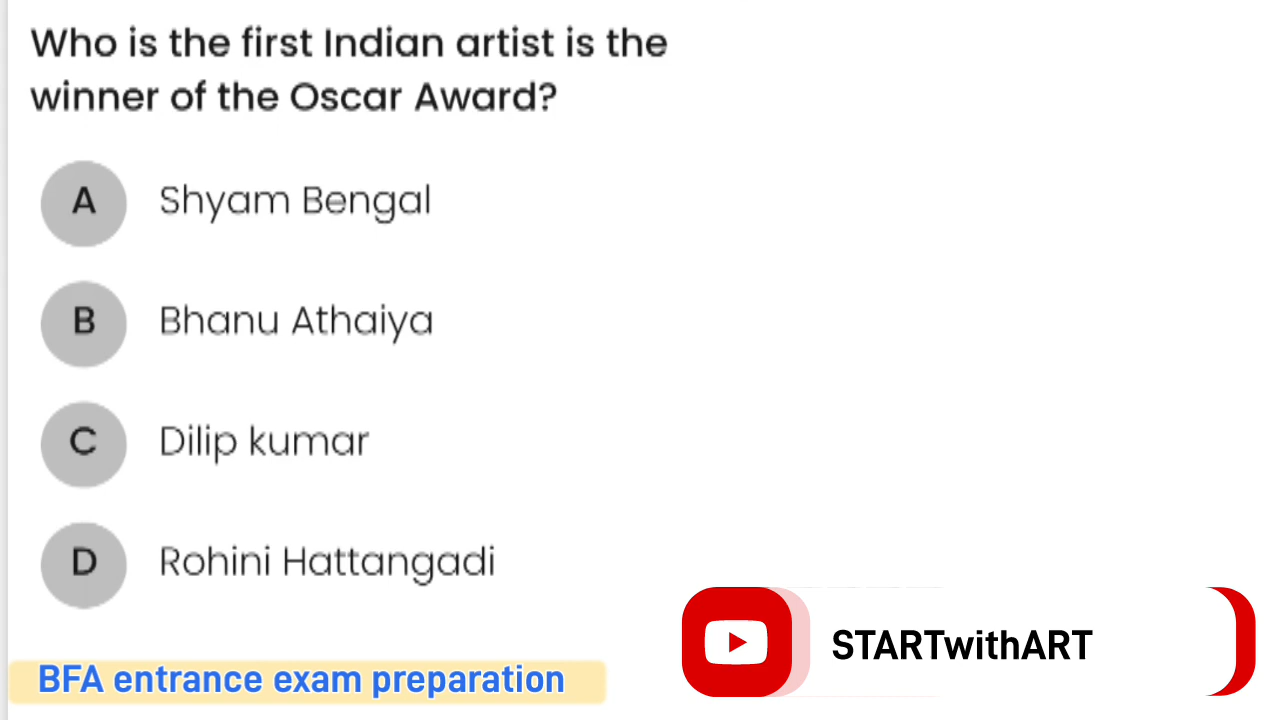 Who is the first Indian artist is the
winner of the Oscar Award?
A Shyam Bengal
B Bhanu Athaiya
C Dilip kumar
D Rohini Hattangadi
BFA entrance exam preparation
STARTwithART